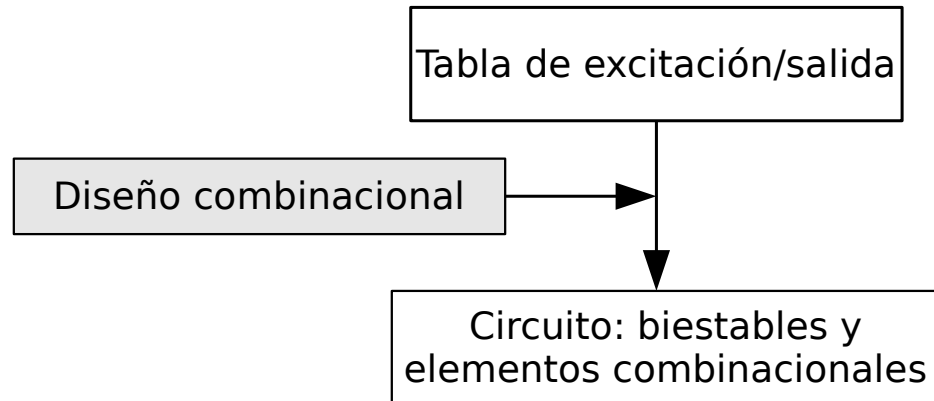 Tabla de excitación/salida
Diseño combinacional
Circuito: biestables y
elementos combinacionales